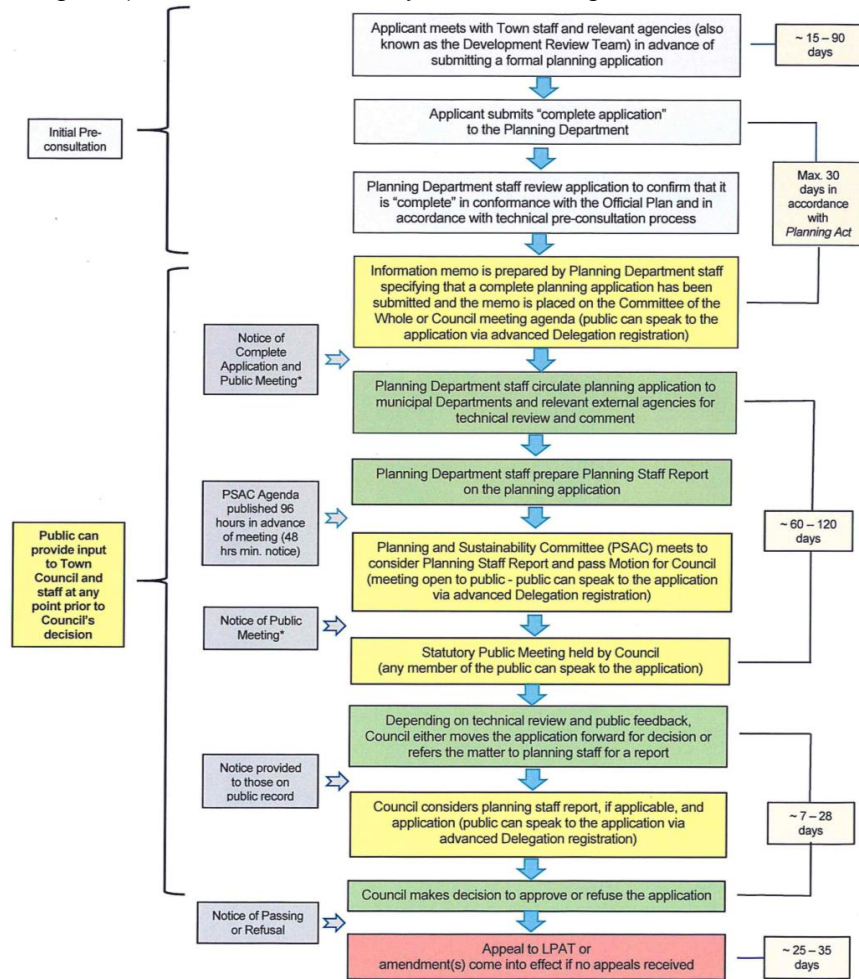 Applicant meets with Town staff and relevant agencies (also
known as the Development Review Team) in advance of
submitting a formal planning application
~ 15 – 90
days
Initial Pre-
consultation
Applicant submits “complete application”
to the Planning Department
Planning Department staff review application to confirm that it
is “complete” in conformance with the Official Plan and in
accordance with technical pre-consultation process
Max. 30
days in
accordance
with
Planning Act
Information memo is prepared by Planning Department staff
specifying that a complete planning application has been
submitted and the memo is placed on the Committee of the
Whole or Council meeting agenda (public can speak to the
application via advanced Delegation registration)
Notice of
Complete
Application and
Public Meeting*
Planning Department staff circulate planning application to
municipal Departments and relevant external agencies for
technical review and comment
Planning Department staff prepare Planning Staff Report
on the planning application
PSAC Agenda
published 96
hours in advance
of meeting (48
hrs min. notice)
~ 60 – 120
days
Public can
provide input
to Town
Council and
staff at any
point prior to
Council's
decision
Planning and Sustainability Committee (PSAC) meets to
consider Planning Staff Report and pass Motion for Council
(meeting open to public - public can speak to the application
via advanced Delegation registration)
Notice of Public
Meeting*
Statutory Public Meeting held by Council
(any member of the public can speak to the application)
Depending on technical review and public feedback,
Council either moves the application forward for decision or
refers the matter to planning staff for a report
Notice provided
to those on
public record
Council considers planning staff report, if applicable, and
application (public can speak to the application via
advanced Delegation registration)
~ 7 – 28
days
Council makes decision to approve or refuse the application
Notice of Passing
or Refusal
Appeal to LPAT or
amendment(s) come into effect if no appeals received
~ 25 – 35
days